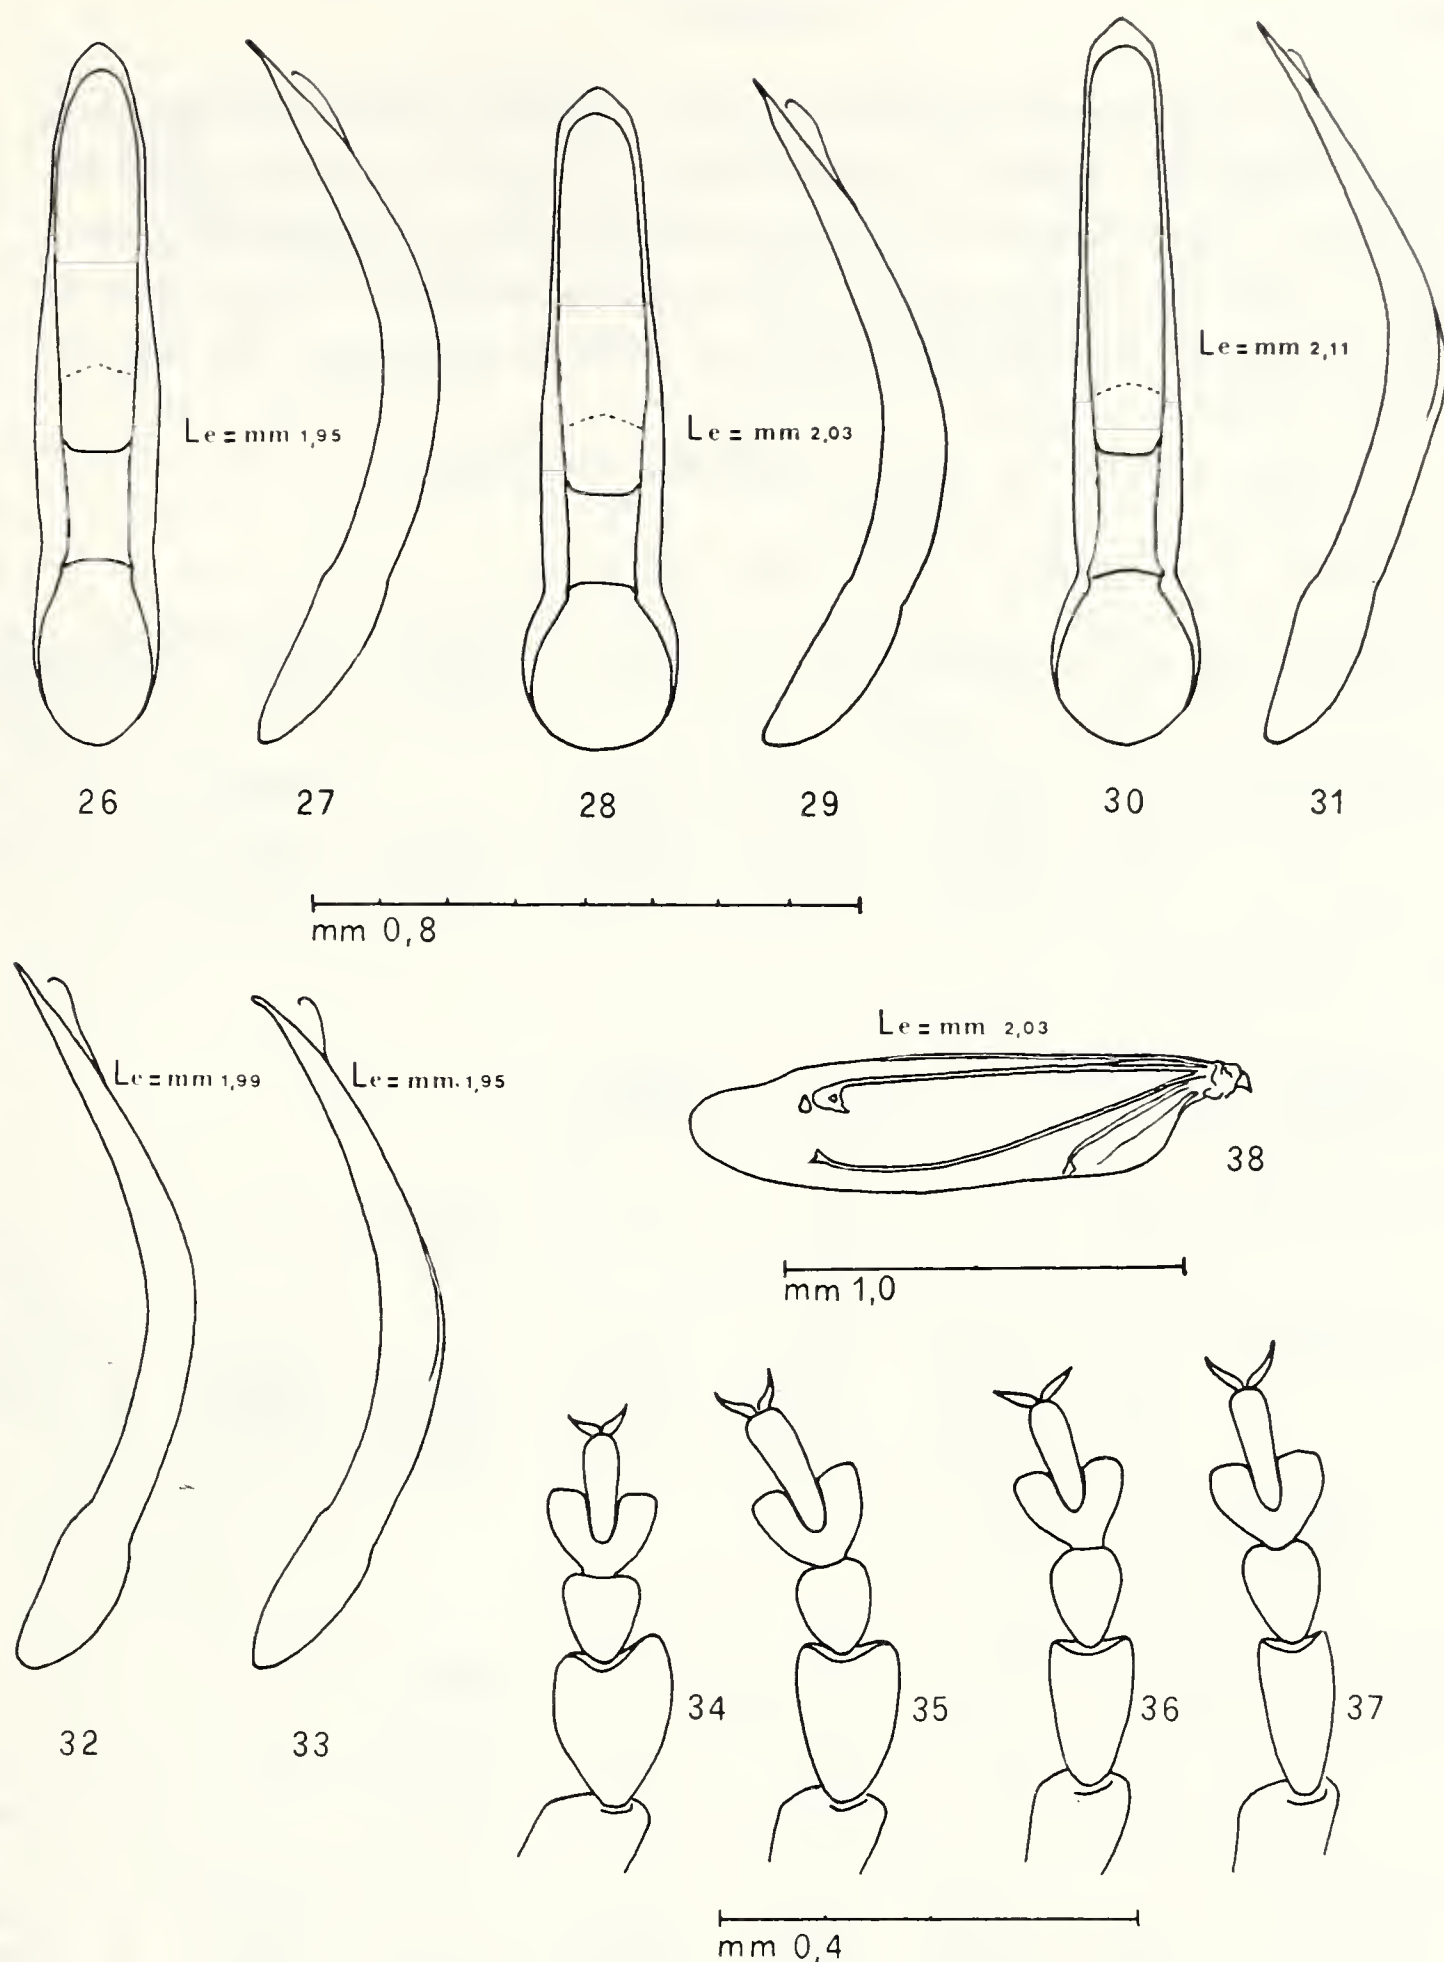 Le = mm 1,95
Le = mm 2,03
Le = mm 2,11
26
27
28
29
30
31
mm 0,8
Le = mm 1,99
Le = mm. 1,95
Le = mm 2,03
38
mm 1,0
32
33
34
35
36
37
mm 0,4